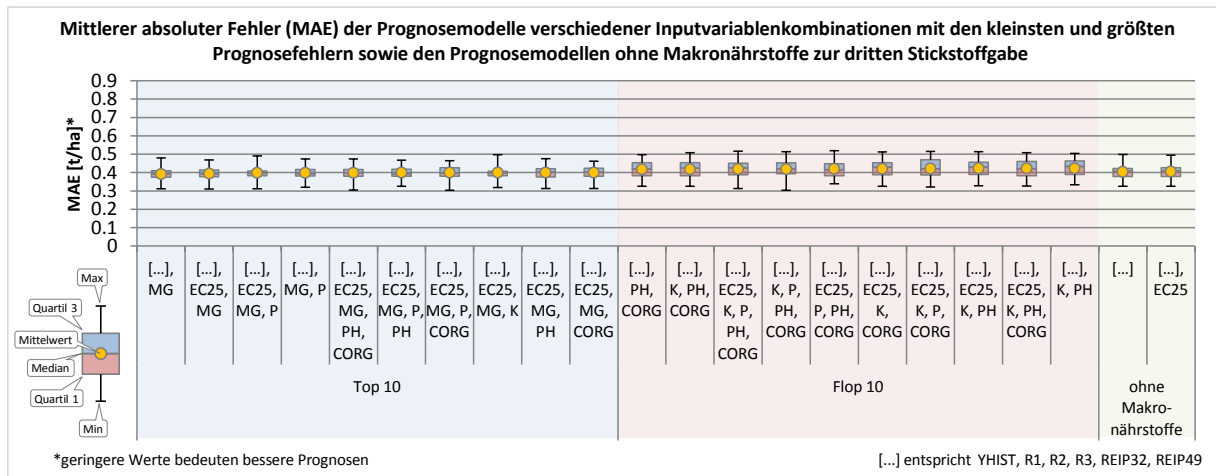 Mittlerer absoluter Fehler (MAE) der Prognosemodelle verschiedener Inputvariablenkombinationen mit den kleinsten und größten
Prognosefehlern sowie den Prognosemodellen ohne Makronährstoffe zur dritten Stickstoffgabe
MAE [t/ha]*
0.9
0.8
0.7
0.6
0.5
0.4
0.3
0.2
0.1
0
[...], MG
[...], EC25, MG
[...], EC25, MG, P
[...], MG, P
[...], EC25, MG, PH, CORG
[...], EC25, MG, P, PH
[...], EC25, MG, P, CORG
[...], EC25, MG, K
[...], EC25, MG, PH
[...], EC25, MG, CORG
[...], PH, CORG
[...], K, PH, CORG
[...], EC25, K, P, PH, CORG
[...], K, P, PH, CORG
[...], EC25, P, PH, CORG
[...], EC25, K, CORG
[...], EC25, K, P, CORG
[...], EC25, K, PH
[...], EC25, K, PH, CORG
[...], K, PH
[...]
[...], EC25
Top 10
Flop 10
ohne
Makro-
nährstoffe
Max
Quartil 3
Mittelwert
Median
Quartil 1
Min
*geringere Werte bedeuten bessere Prognosen
[...] entspricht YHIST, R1, R2, R3, REIP32, REIP49